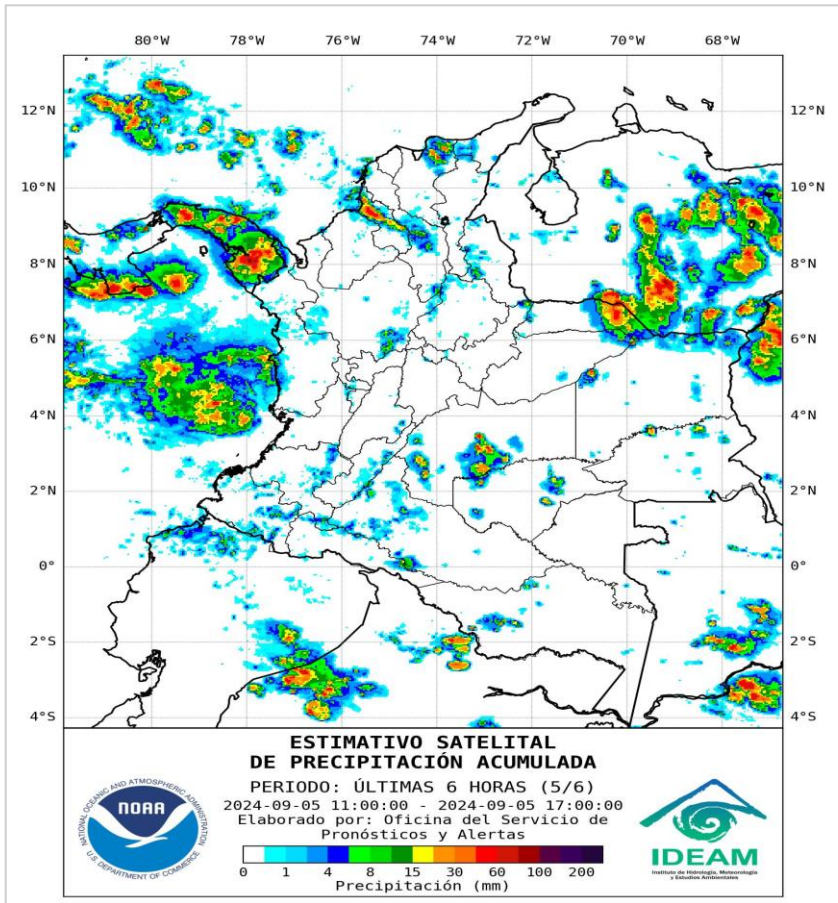 80°W 78°W 76°W 74°W 72°W 70°W 68°W
12°N 12°N
10°N 10°N
8°N 8°N
6°N 6°N
4°N 4°N
2°N 2°N
0° 0°
2°S 2°S
4°S 4°S
ESTIMATIVO SATELITAL
DE PRECIPITACIÓN ACUMULADA
PERIODO: ÚLTIMAS 6 HORAS (5/6)
2024-09-05 11:00:00 - 2024-09-05 17:00:00
Elaborado por: Oficina del Servicio de
Pronósticos y Alertas
0 1 4 8 15 30 60 100 200
Precipitación (mm)
NATIONAL OCEANIC AND ATMOSPHERIC ADMINISTRATION
NOAA
U.S. DEPARTMENT OF COMMERCE
IDEAM
Instituto de Hidrología, Meteorología
y Estudios Ambientales